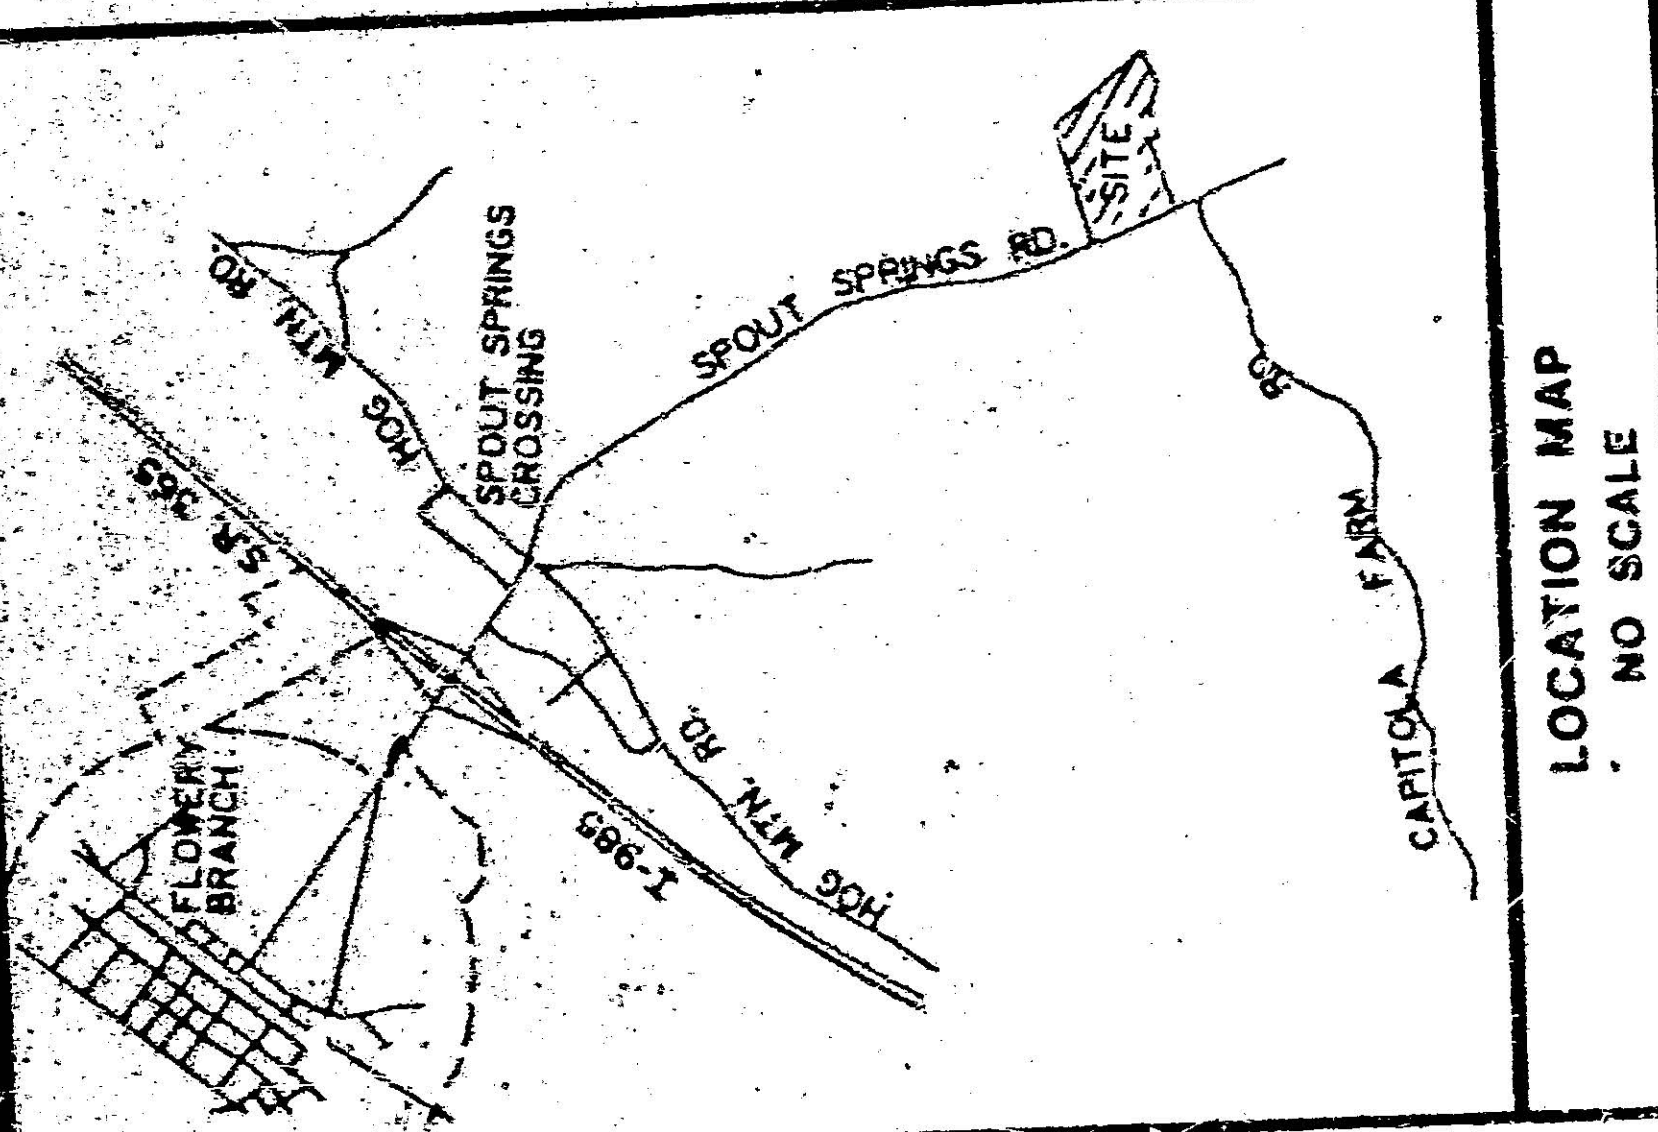 SITE
SPOUT SPRINGS RD.
SPOUT SPRINGS
CROSSING
HOG MTN. RD.
S.R. 365
I-985
HOG MTN. RD.
FLOWERY
BRANCH
CAPITOLA FARM RD.
LOCATION MAP
NO SCALE